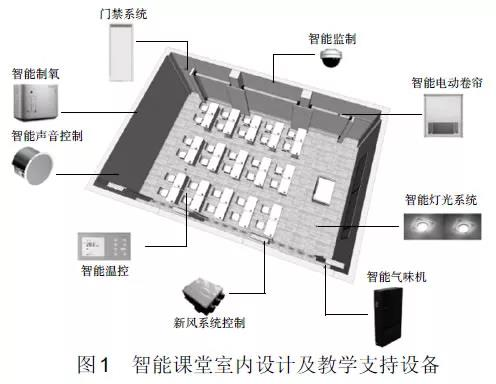 门禁系统
智能监制
智能制氧
智能电动卷帘
智能声音控制
智能灯光系统
智能温控
智能气味机
新风系统控制
图1 智能课堂室内设计及教学支持设备